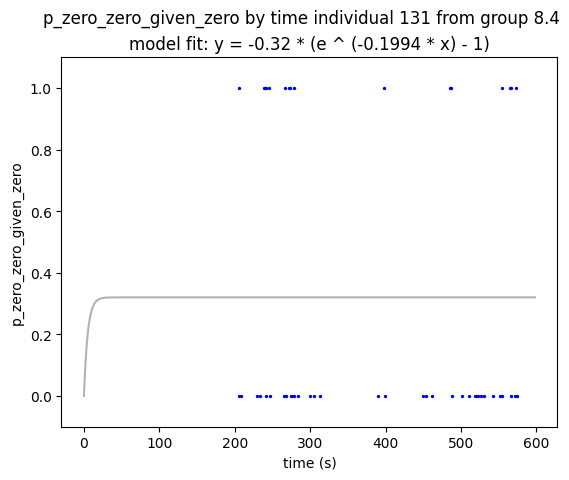 p_zero_zero_given_zero by time individual 131 from group 8.4
model fit: y = -0.32 * (e ^ (-0.1994 * x) - 1)
p_zero_zero_given_zero
1.0
0.8
0.6
0.4
0.2
0.0
0 100 200 300 400 500 600
time (s)